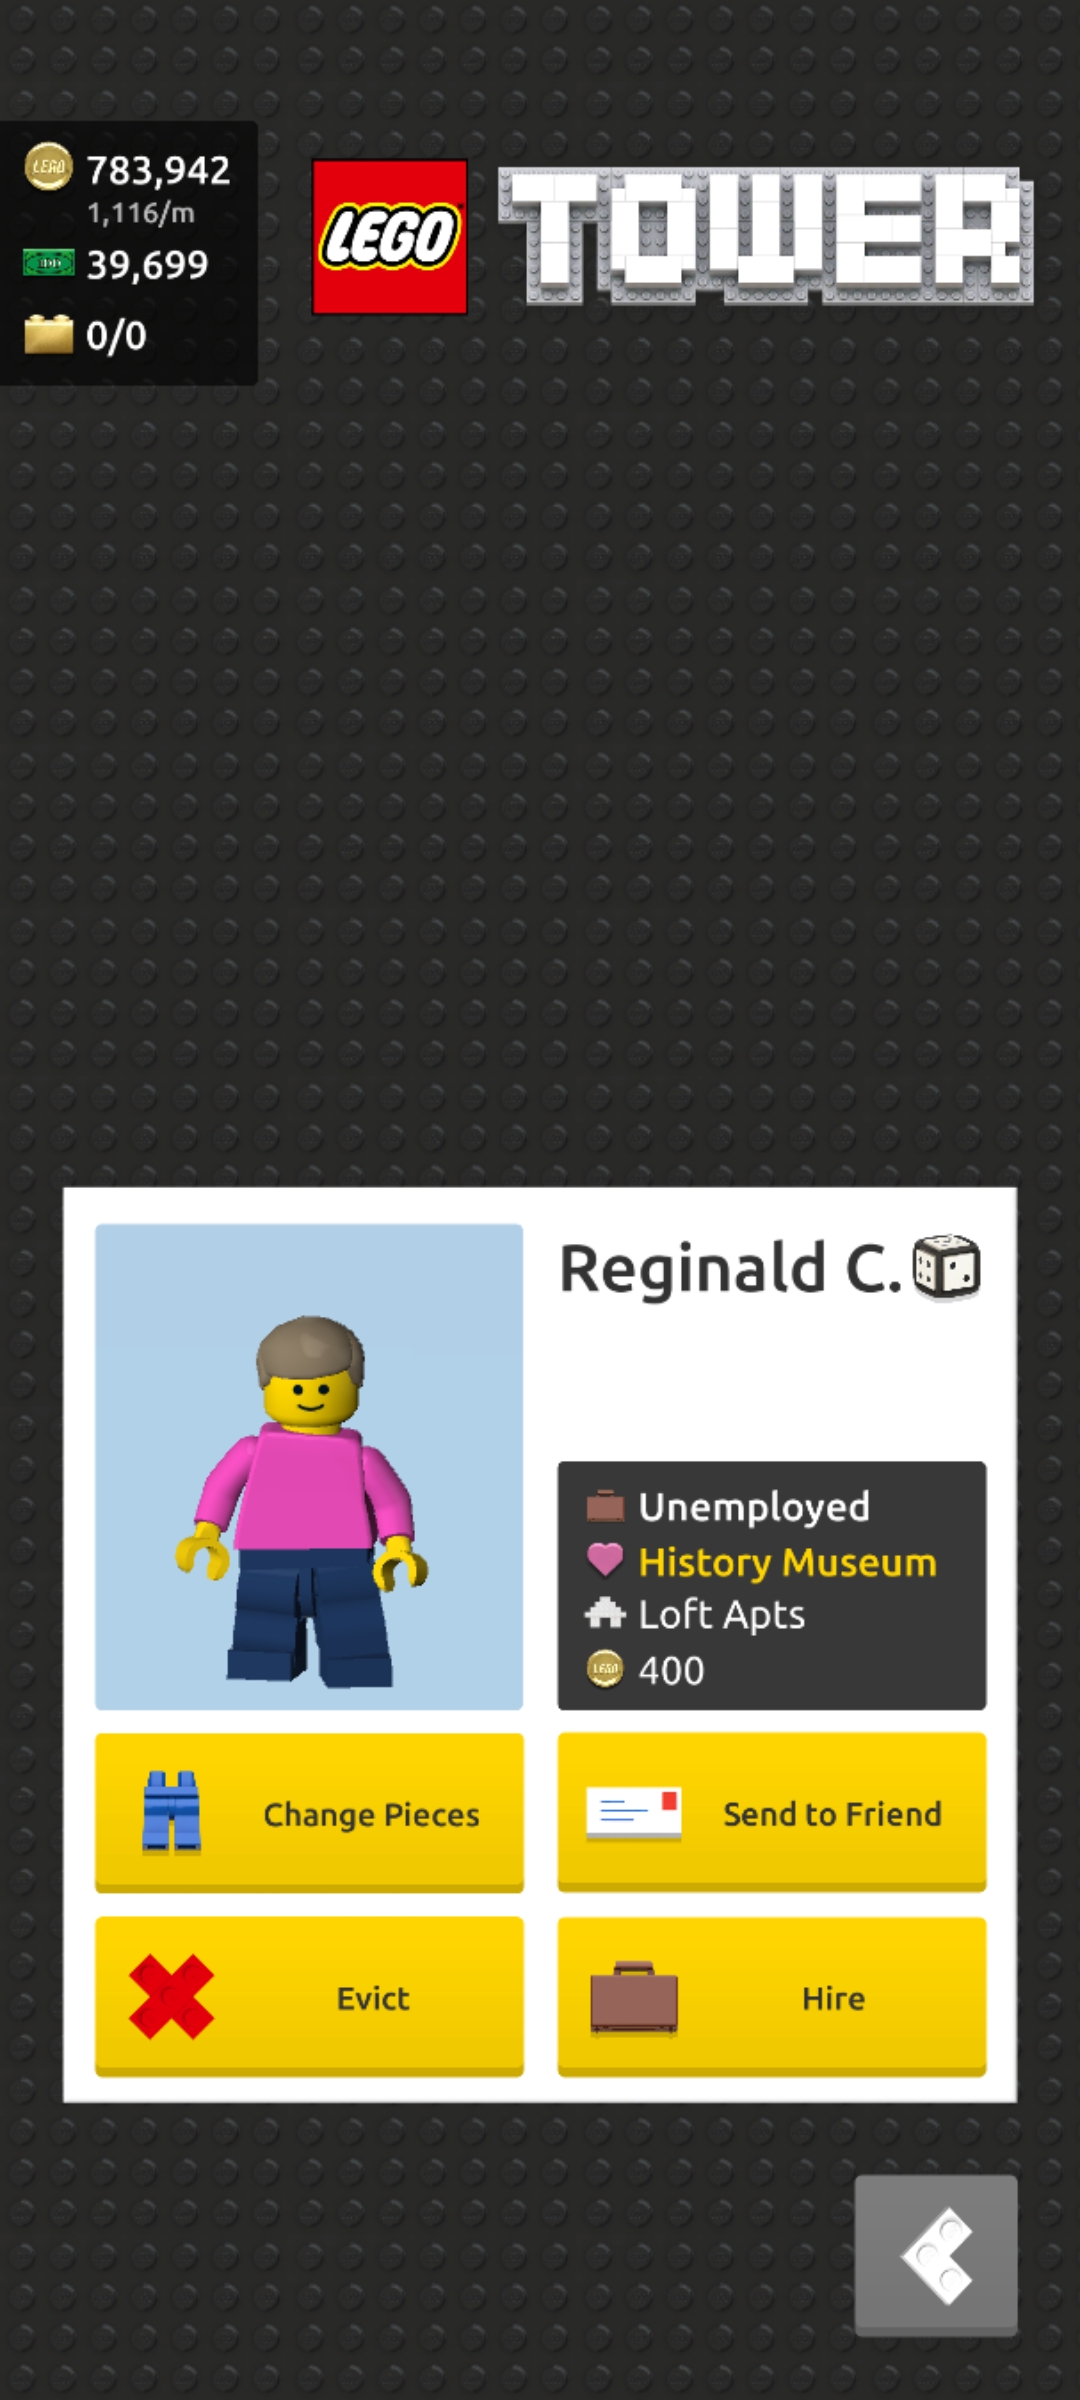 783,942
1,116/m
39,699
0/0
LEGO TOWER
Reginald C.
Unemployed
History Museum
Loft Apts
400
Change Pieces
Send to Friend
Evict
Hire